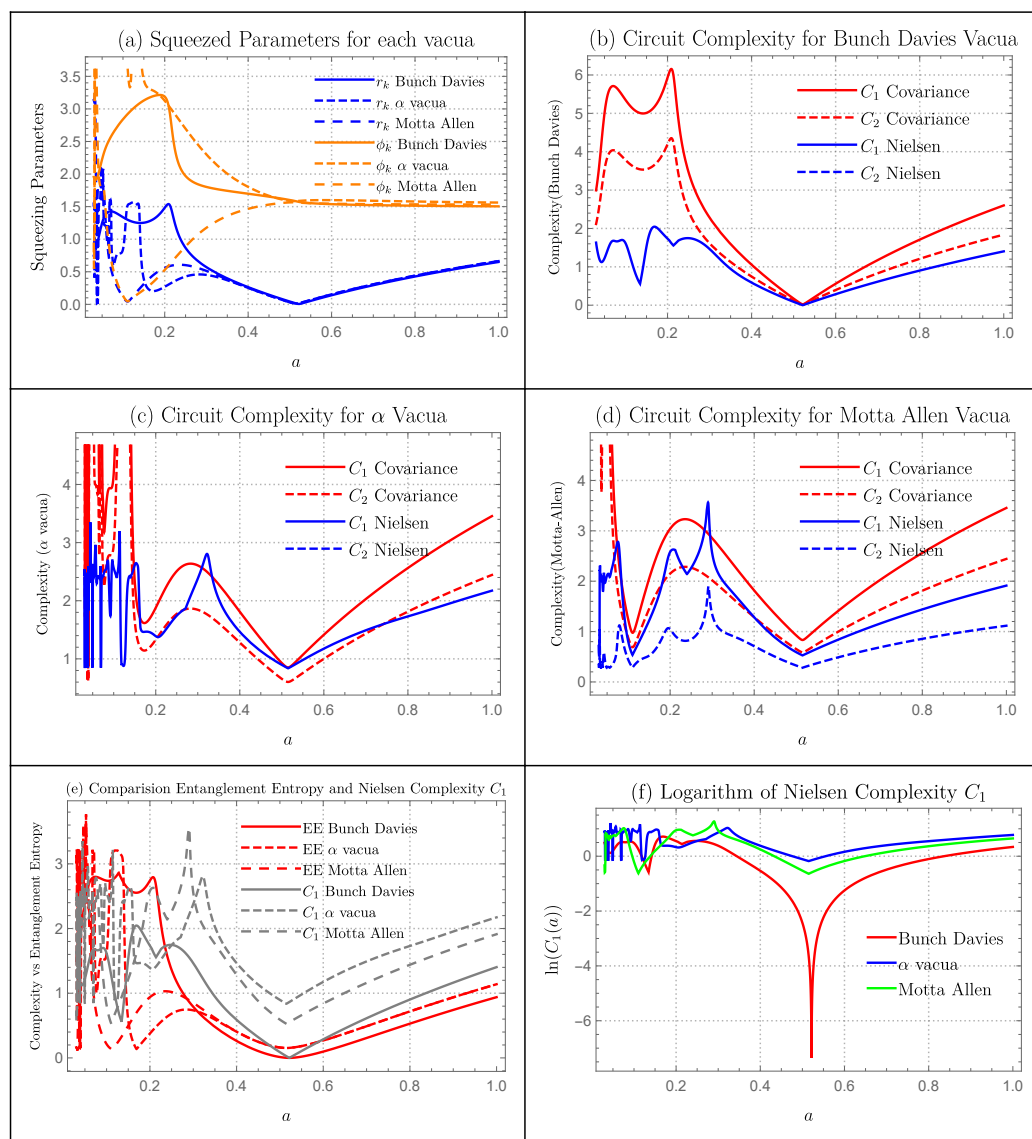 (a) Squeezed Parameters for each vacua
Squeezing Parameters
3.5
3.0
2.5
2.0
1.5
1.0
0.5
0.0
r_k Bunch Davies
r_k α vacua
r_k Motta Allen
ϕ_k Bunch Davies
ϕ_k α vacua
ϕ_k Motta Allen
0.2 0.4 0.6 0.8 1.0
a
(b) Circuit Complexity for Bunch Davies Vacua
Complexity(Bunch Davies)
6
5
4
3
2
1
0
C_1 Covariance
C_2 Covariance
C_1 Nielsen
C_2 Nielsen
0.2 0.4 0.6 0.8 1.0
a
(c) Circuit Complexity for α Vacua
Complexity (α vacua)
4
3
2
1
C_1 Covariance
C_2 Covariance
C_1 Nielsen
C_2 Nielsen
0.2 0.4 0.6 0.8 1.0
a
(d) Circuit Complexity for Motta Allen Vacua
Complexity(Motta-Allen)
4
3
2
1
0
C_1 Covariance
C_2 Covariance
C_1 Nielsen
C_2 Nielsen
0.2 0.4 0.6 0.8 1.0
a
(e) Comparision Entanglement Entropy and Nielsen Complexity C_1
Complexity vs Entanglement Entropy
3
2
1
0
EE Bunch Davies
EE α vacua
EE Motta Allen
C_1 Bunch Davies
C_1 α vacua
C_1 Motta Allen
0.2 0.4 0.6 0.8 1.0
a
(f) Logarithm of Nielsen Complexity C_1
ln(C_1(a))
0
-2
-4
-6
Bunch Davies
α vacua
Motta Allen
0.2 0.4 0.6 0.8 1.0
a